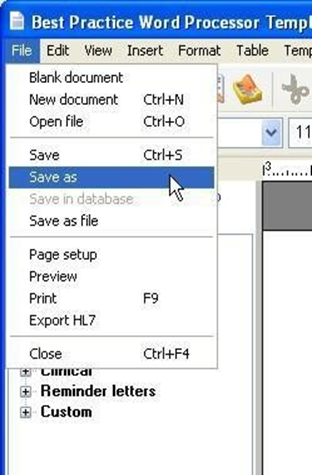 Best Practice Word Processor Templ
File Edit View Insert Format Table Temp
Blank document
New document Ctrl+N
Open file Ctrl+O
11
Save Ctrl+S
3
Save as
Save in database
Save as file
Page setup
Preview
Print F9
Export HL7
Close Ctrl+F4
Clinical
Reminder letters
Custom